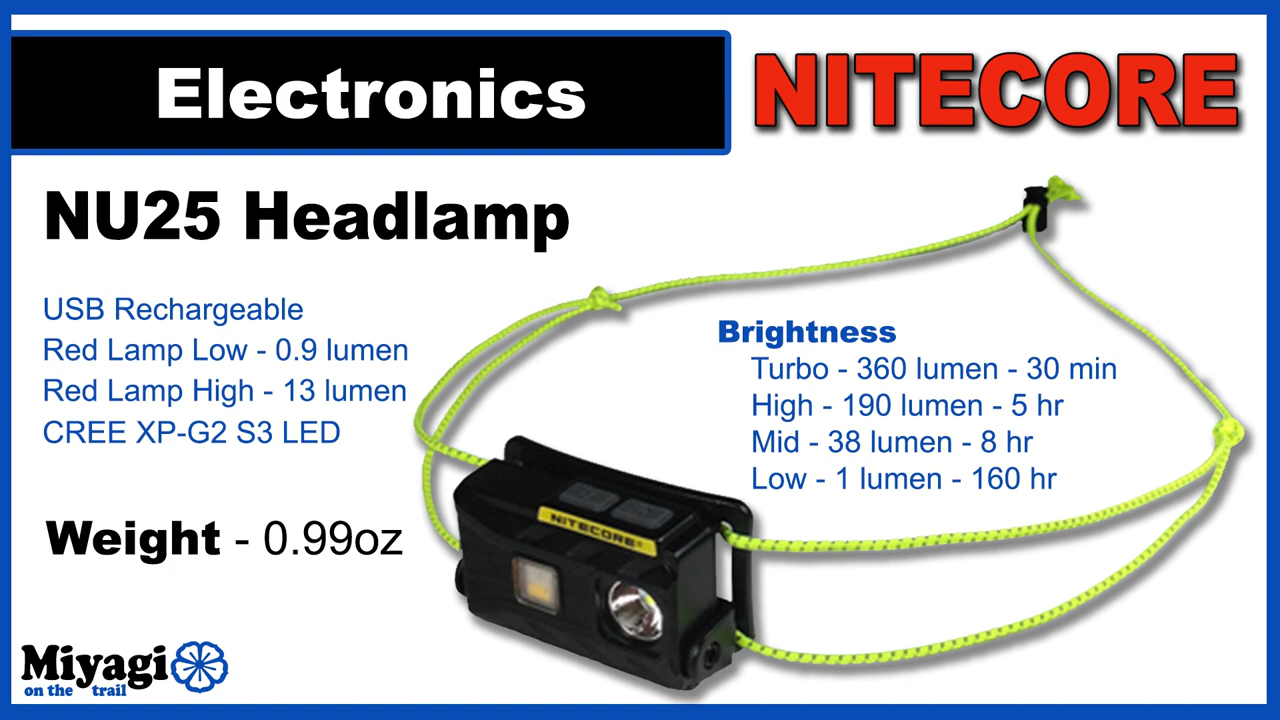 Electronics
NITECORE
NU25 Headlamp
USB Rechargeable
Red Lamp Low - 0.9 lumen
Red Lamp High - 13 lumen
CREE XP-G2 S3 LED
Brightness
Turbo - 360 lumen - 30 min
High - 190 lumen - 5 hr
Mid - 38 lumen - 8 hr
Low - 1 lumen - 160 hr
Weight - 0.99oz
NITECORE
Miyagi
on the trail